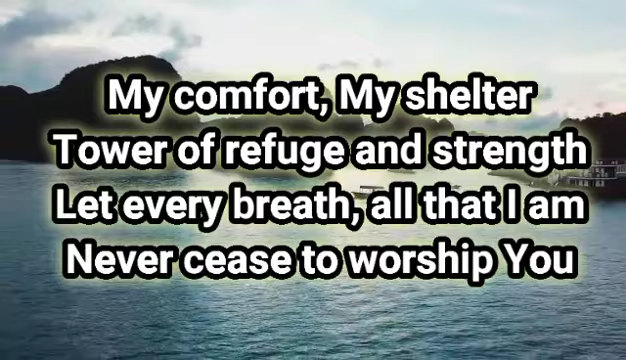 My comfort, My shelter
Tower of refuge and strength
Let every breath, all that I am
Never cease to worship You